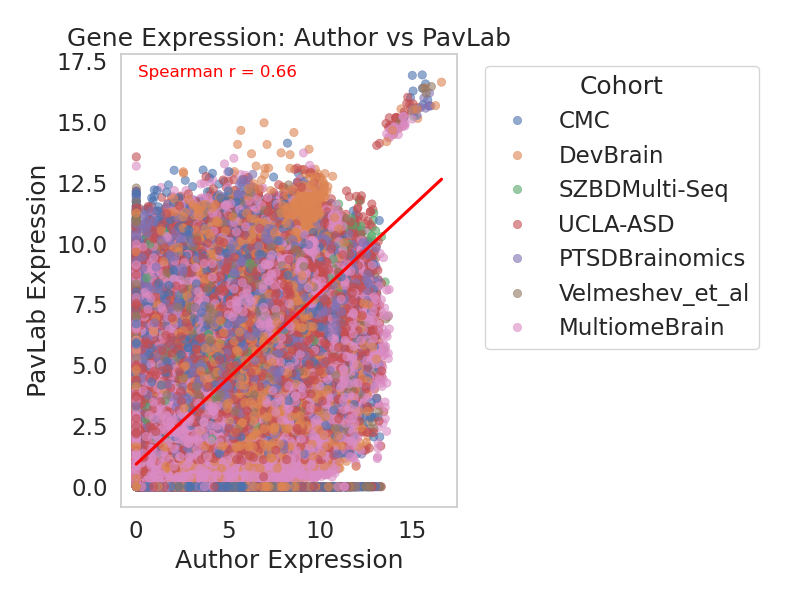 Gene Expression: Author vs PavLab
Spearman r = 0.66
17.5
15.0
12.5
10.0
7.5
5.0
2.5
0.0
PavLab Expression
0 5 10 15
Author Expression
Cohort
CMC
DevBrain
SZBDMulti-Seq
UCLA-ASD
PTSDBrainomics
Velmeshev_et_al
MultiomeBrain